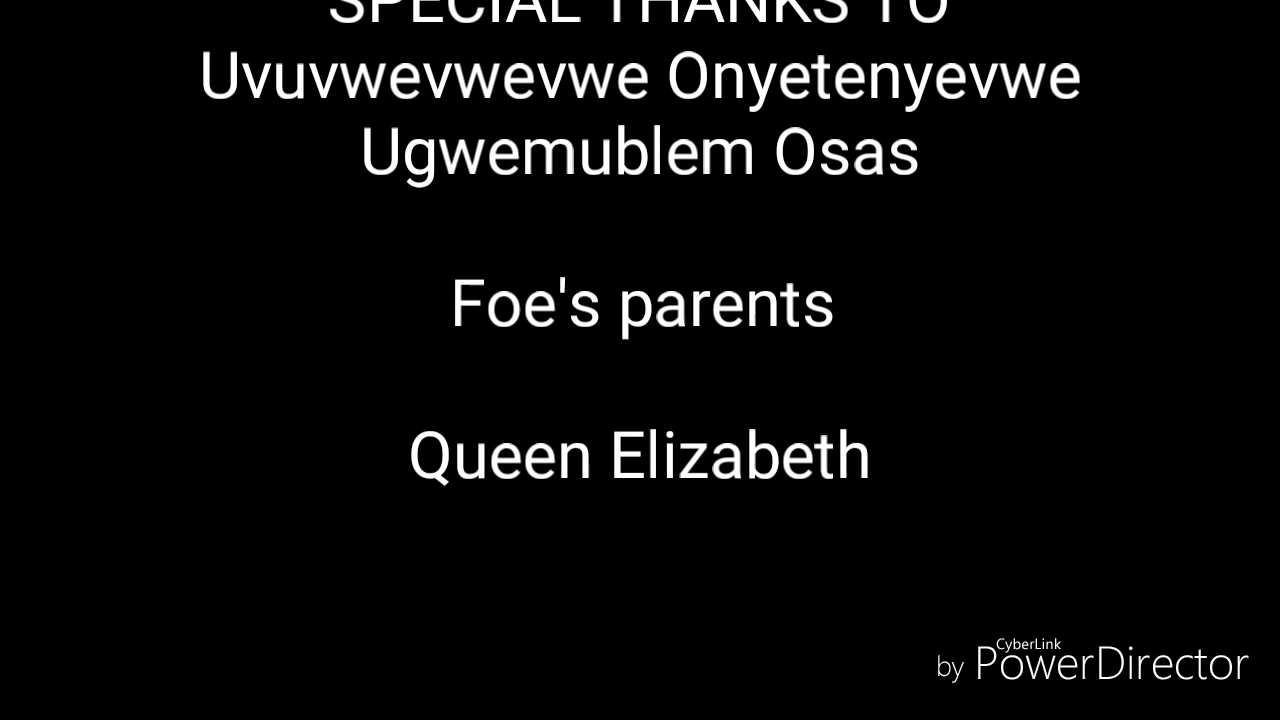 SPECIAL THANKS TO
Uvuvwevwevwe Onyetenyevwe
Ugwemublem Osas
Foe's parents
Queen Elizabeth
CyberLink
by PowerDirector